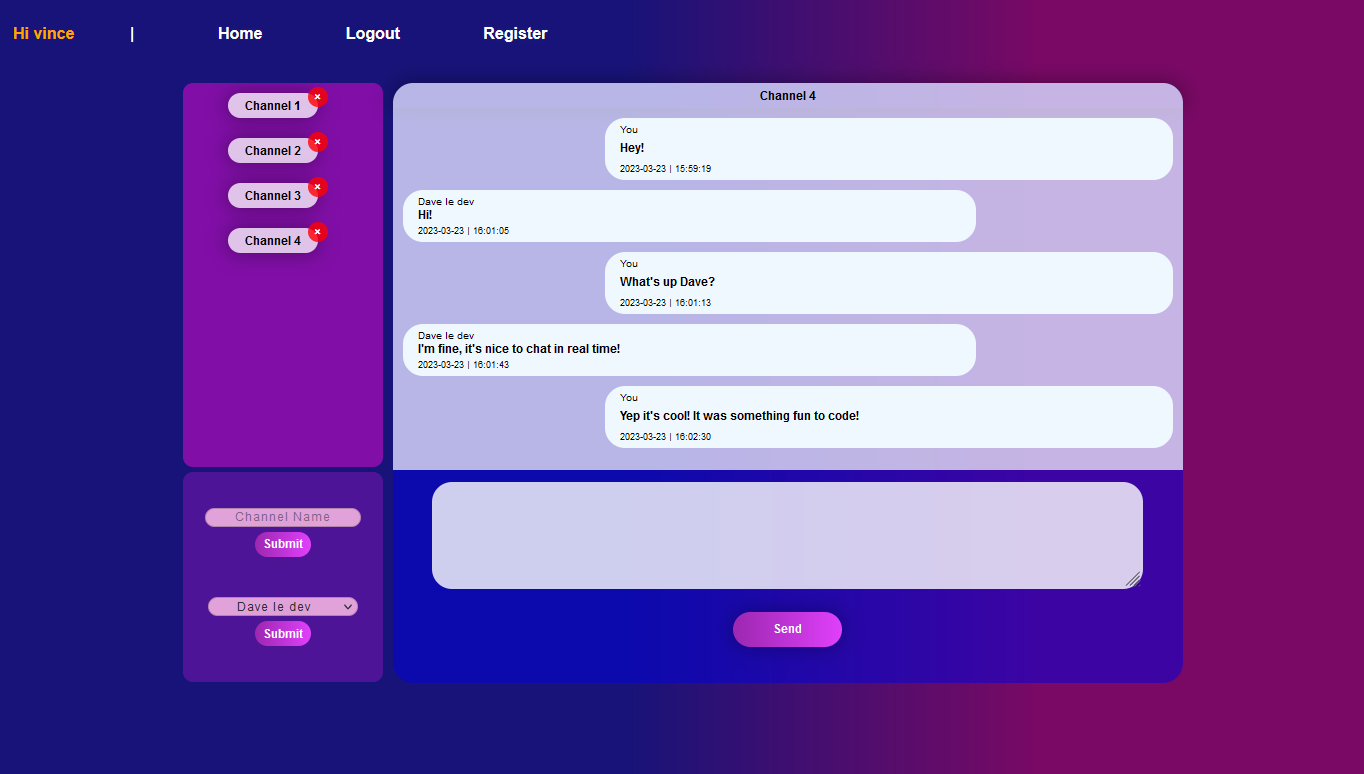 Hi vince | Home Logout Register
Channel 1
Channel 2
Channel 3
Channel 4
Channel Name
Submit
Dave le dev
Submit
Channel 4
You
Hey!
2023-03-23 | 15:59:19
Dave le dev
Hi!
2023-03-23 | 16:01:05
You
What's up Dave?
2023-03-23 | 16:01:13
Dave le dev
I'm fine, it's nice to chat in real time!
2023-03-23 | 16:01:43
You
Yep it's cool! It was something fun to code!
2023-03-23 | 16:02:30
Send